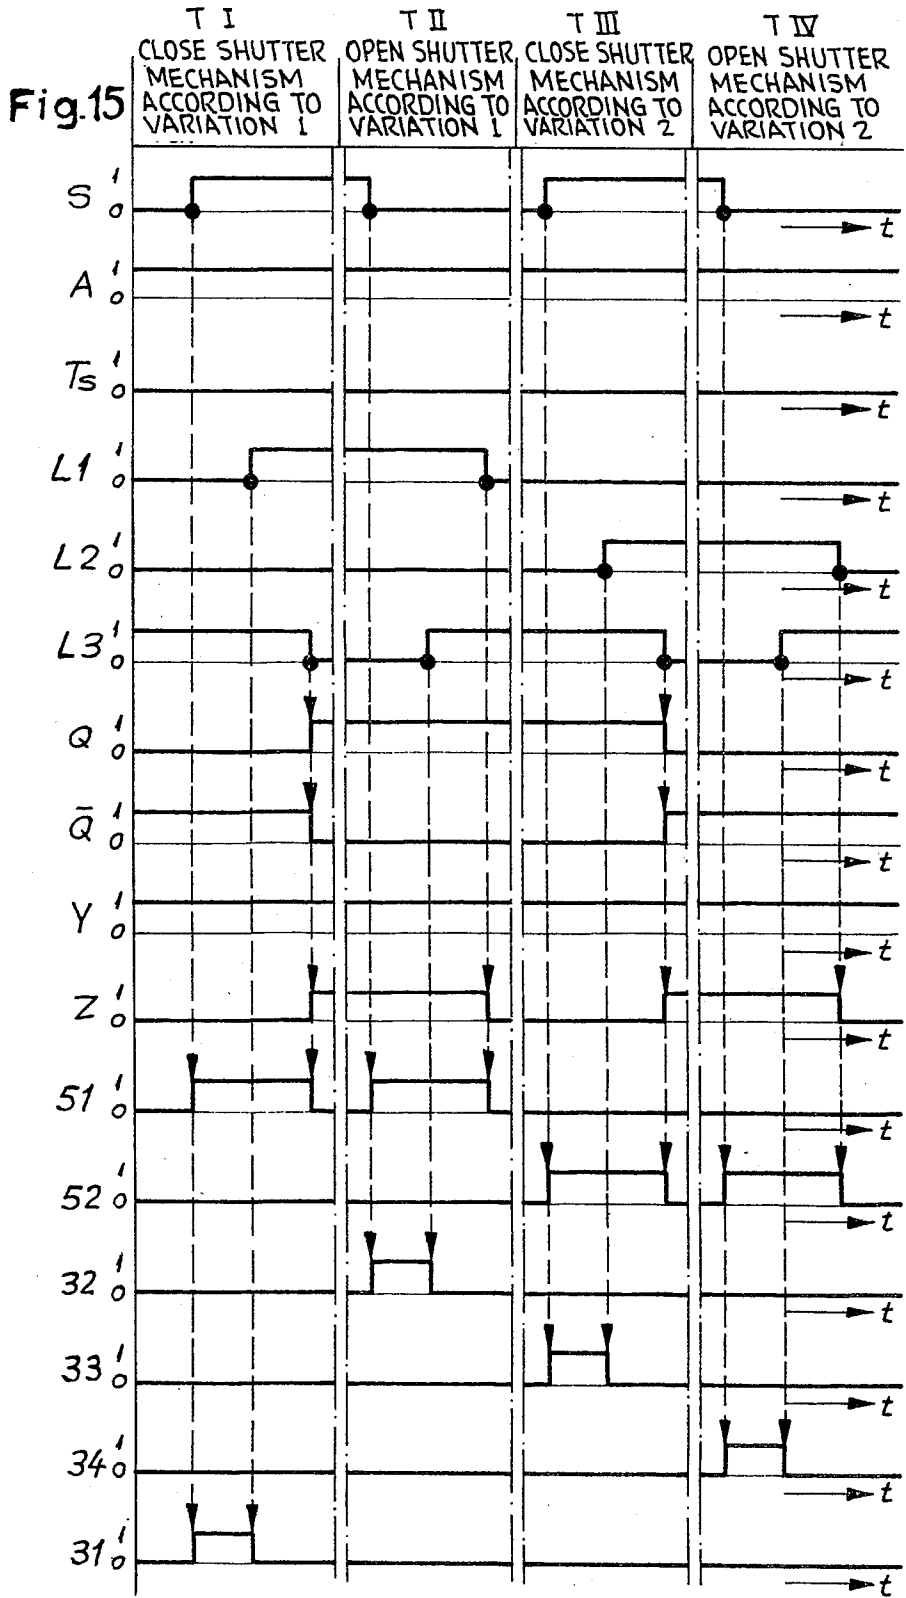 T I
CLOSE SHUTTER
MECHANISM
ACCORDING TO
VARIATION 1
T II
OPEN SHUTTER
MECHANISM
ACCORDING TO
VARIATION 1
T III
CLOSE SHUTTER
MECHANISM
ACCORDING TO
VARIATION 2
T IV
OPEN SHUTTER
MECHANISM
ACCORDING TO
VARIATION 2
Fig.15
S 1 0 t
A 1 0 t
Ts 1 0 t
L1 1 0 t
L2 1 0 t
L3 1 0 t
Q 1 0 t
Q̄ 1 0 t
Y 1 0 t
Z 1 0 t
51 1 0 t
52 1 0 t
32 1 0 t
33 1 0 t
34 1 0 t
31 1 0 t